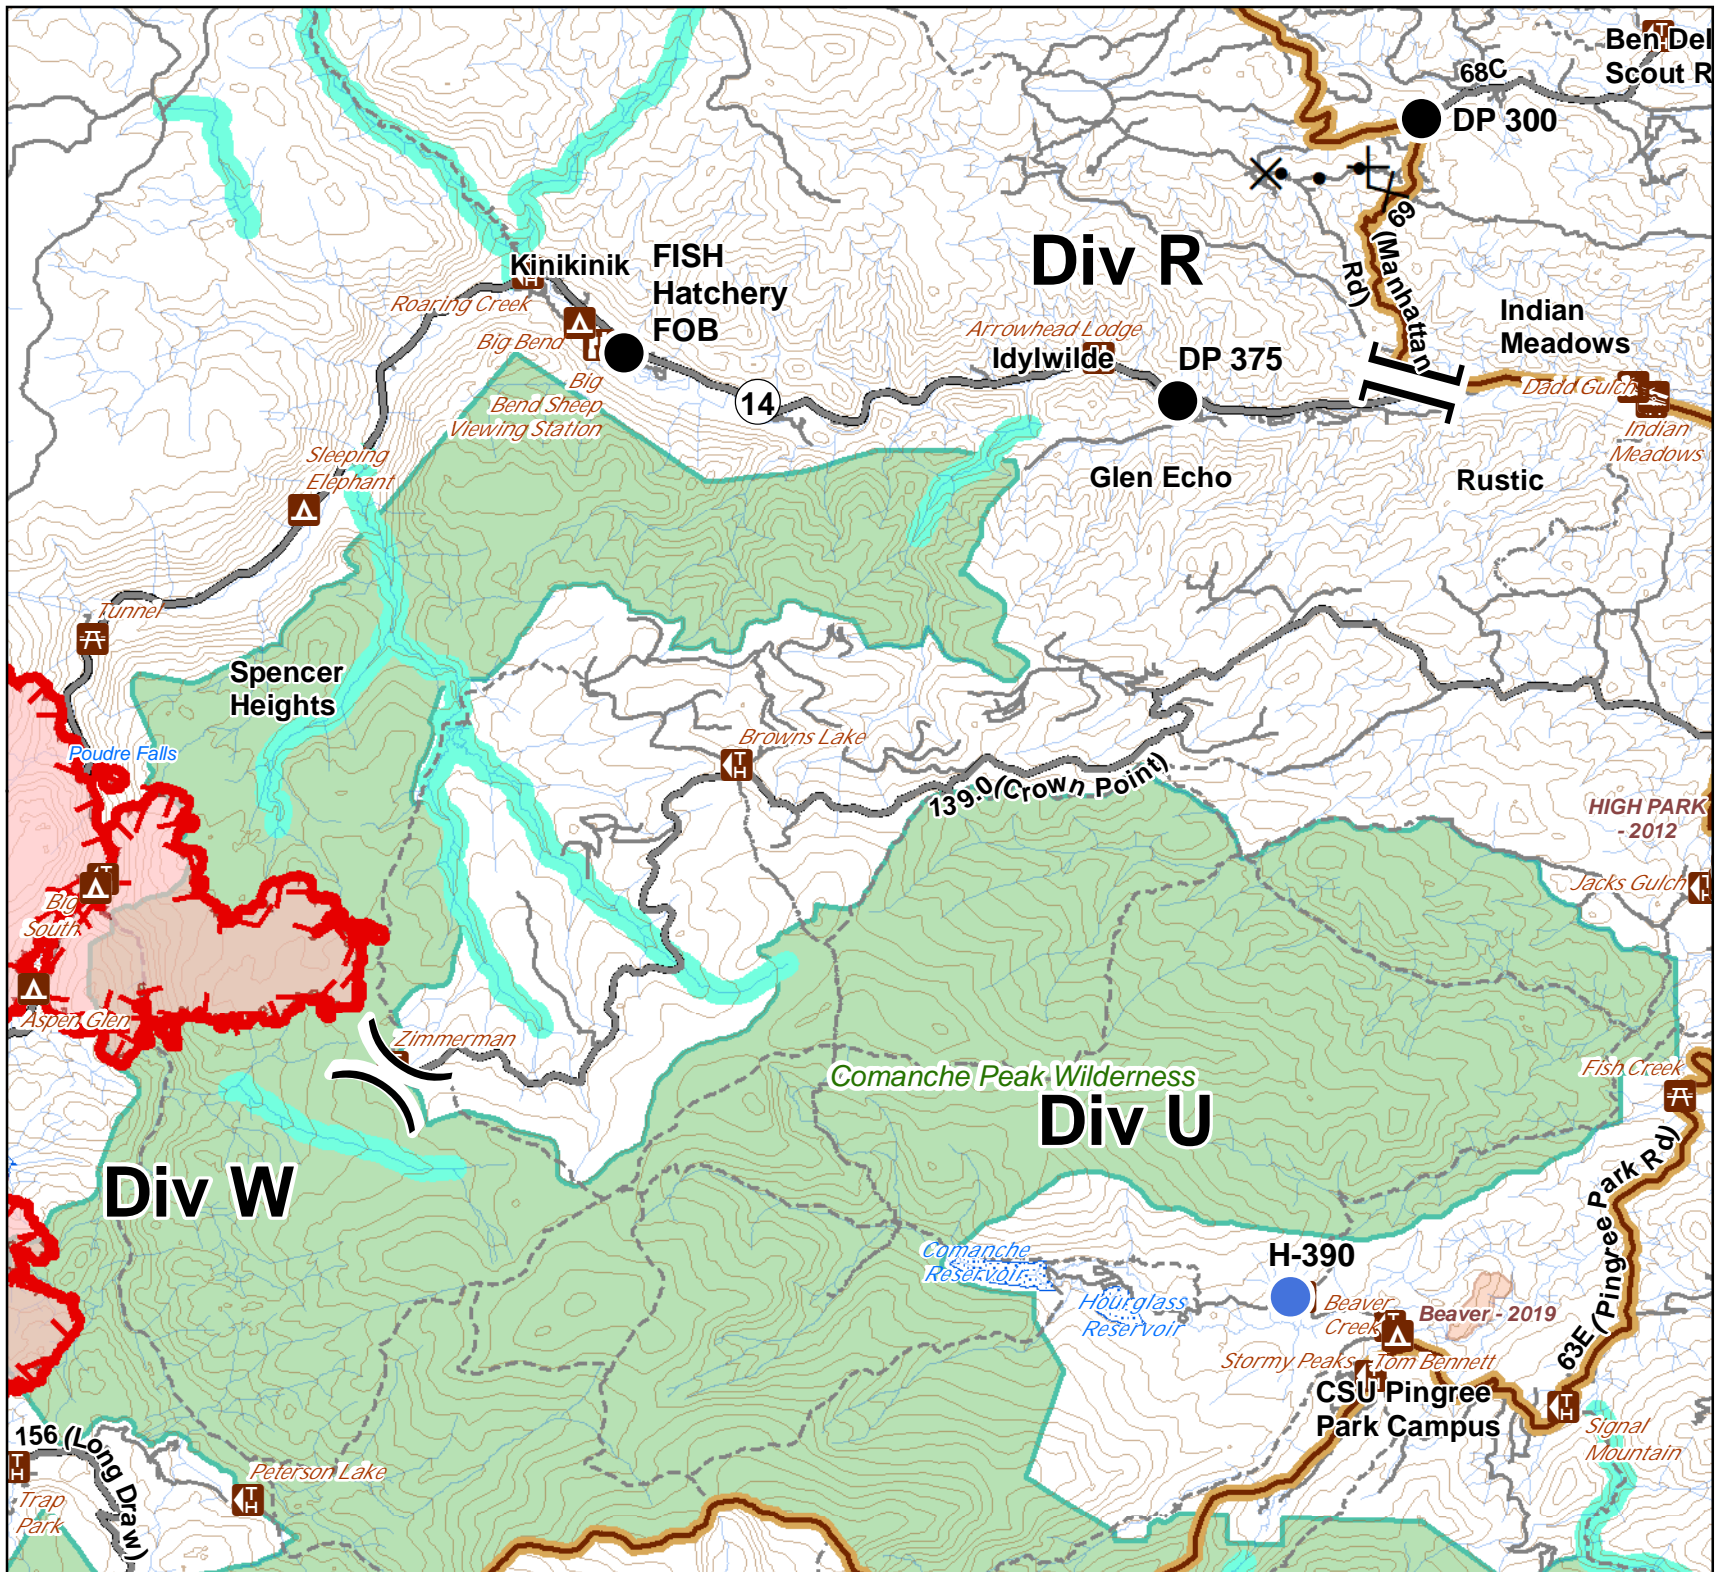 Ben Del
Scout R
68C
DP 300
69 (Manhattan
Rd)
Div R
Kinikinik
FISH
Hatchery
FOB
Roaring Creek
Big Bend
Big
Bend Sheep
Viewing Station
14
Arrowhead Lodge
Idylwilde
DP 375
Indian
Meadows
Dadd Gulch
Indian
Meadows
Glen Echo
Rustic
Sleeping
Elephant
Tunnel
Spencer
Heights
Poudre Falls
Browns Lake
139.0 (Crown Point)
HIGH PARK
- 2012
Jacks Gulch
TH
Big
South
Aspen Glen
Zimmerman
Comanche Peak Wilderness
Div U
Fish Creek
Div W
63E (Pingree Park Rd)
Comanche
Reservoir
Hourglass
Reservoir
H-390
Beaver
Creek
Beaver - 2019
Stormy Peaks
Tom Bennett
CSU Pingree
Park Campus
TH
Signal
Mountain
156 (Long Draw)
Peterson Lake
TH
Trap
Park